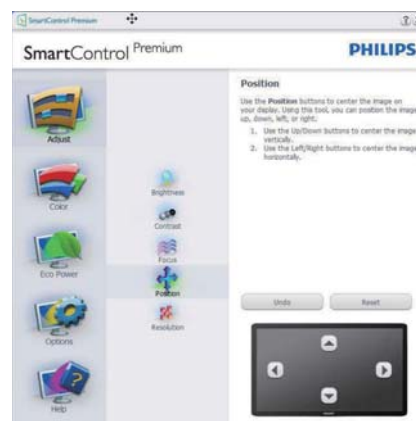 SmartControl Premium
SmartControl Premium
PHILIPS
Adjust
Color
Eco Power
Options
Help
Brightness
Contrast
Focus
Position
Resolution
Position
Use the Position buttons to center the image on
your display. Using this tool, you can position the image
up, down, left, or right.
1. Use the Up/Down buttons to center the image
vertically.
2. Use the Left/Right buttons to center the image
horizontally.
Undo
Reset